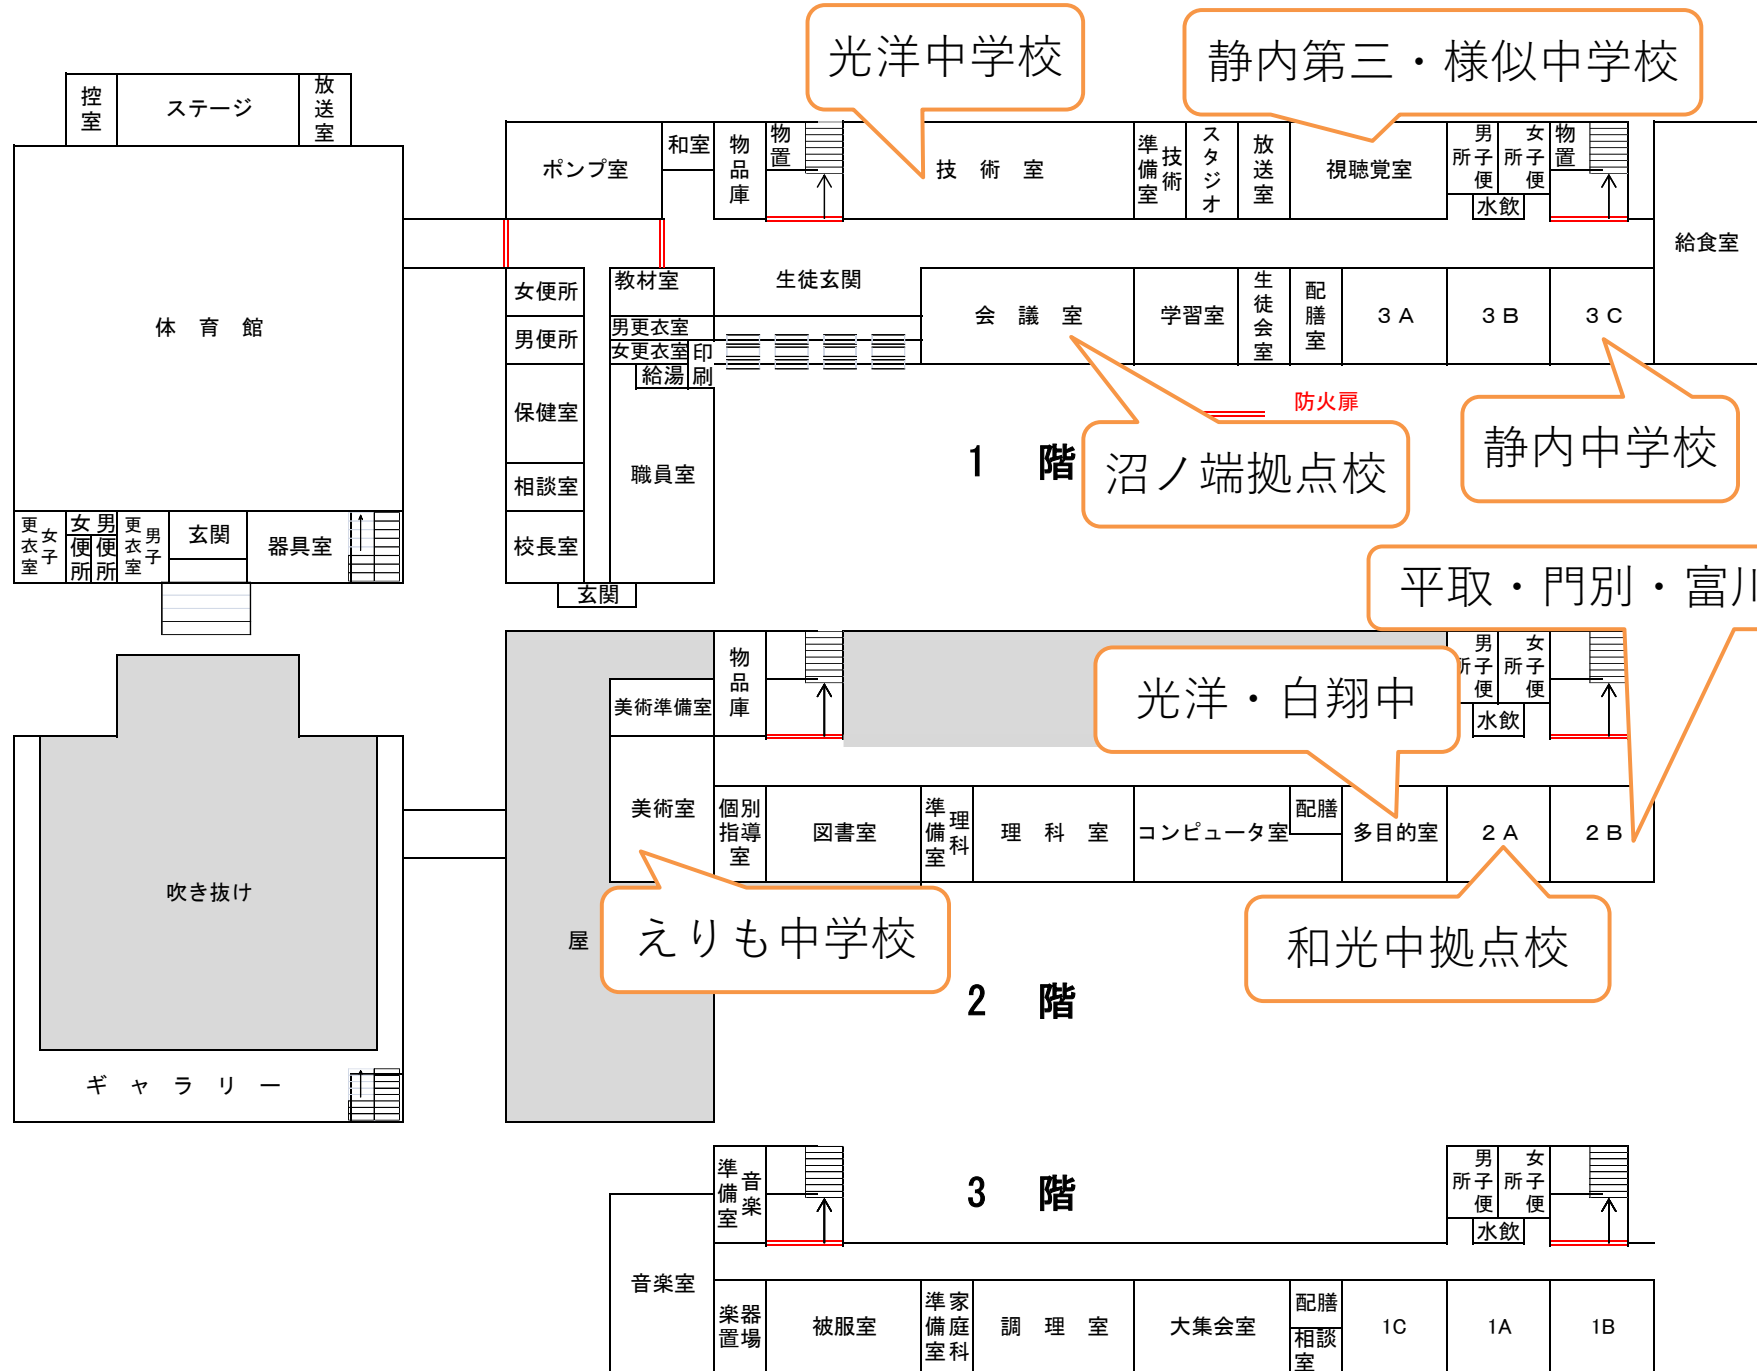 光洋中学校
静内第三・様似中学校
控室
ステージ
放送室
ポンプ室
和室
物品庫
物置
技術室
技術準備室
スタジオ
放送室
視聴覚室
男子便所
女子便所
水飲
物置
給食室
体育館
女便所
男便所
保健室
相談室
校長室
玄関
教材室
男更衣室
女更衣室
印刷
給湯
職員室
生徒玄関
会議室
学習室
生徒会室
配膳室
3A
3B
3C
防火扉
1階
沼ノ端拠点校
静内中学校
女子更衣室
女便所
男便所
男子更衣室
玄関
器具室
平取・門別・富川
物品庫
美術準備室
光洋・白翔中
男子便所
女子便所
水飲
美術室
個別指導室
図書室
理科準備室
理科室
コンピュータ室
配膳
多目的室
2A
2B
吹き抜け
屋
えりも中学校
和光中拠点校
2階
ギャラリー
音楽準備室
3階
男子便所
女子便所
水飲
音楽室
楽器置場
被服室
家庭科準備室
調理室
大集会室
配膳
相談室
1C
1A
1B